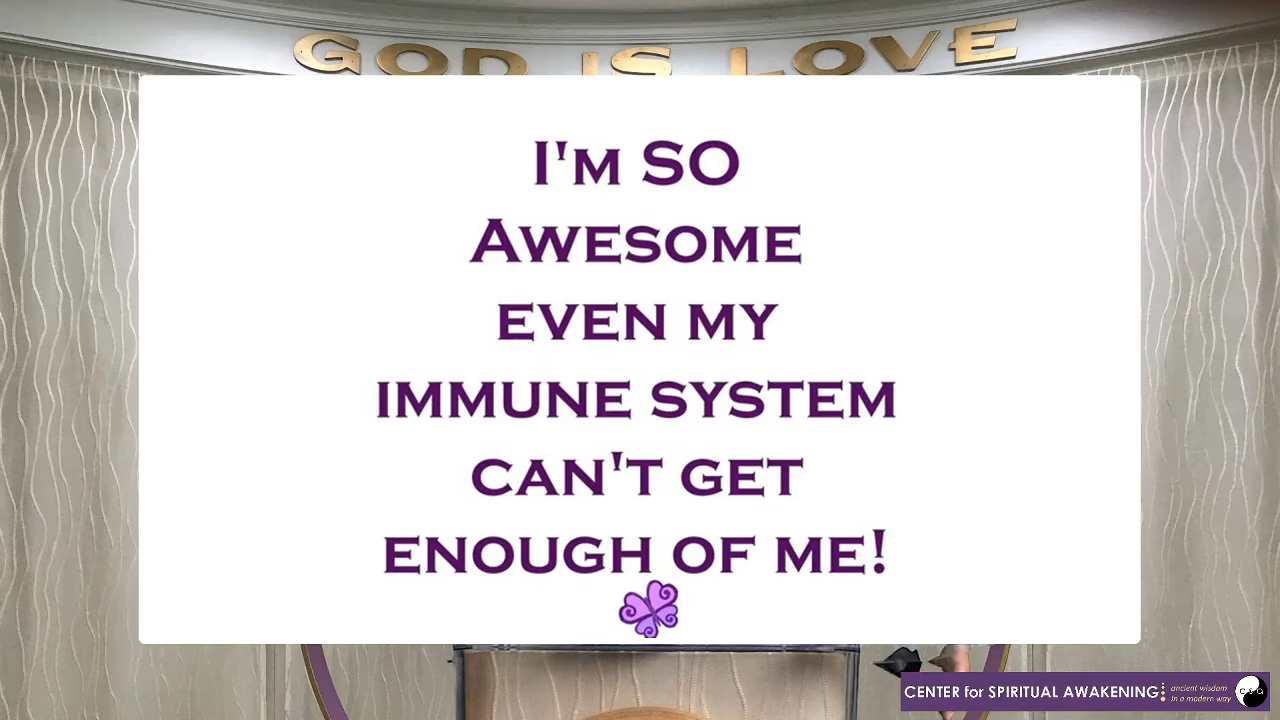 GOD IS LOVE
I'm SO
Awesome
even my
immune system
can't get
enough of me!
CENTER for SPIRITUAL AWAKENING
ancient wisdom
in a modern way